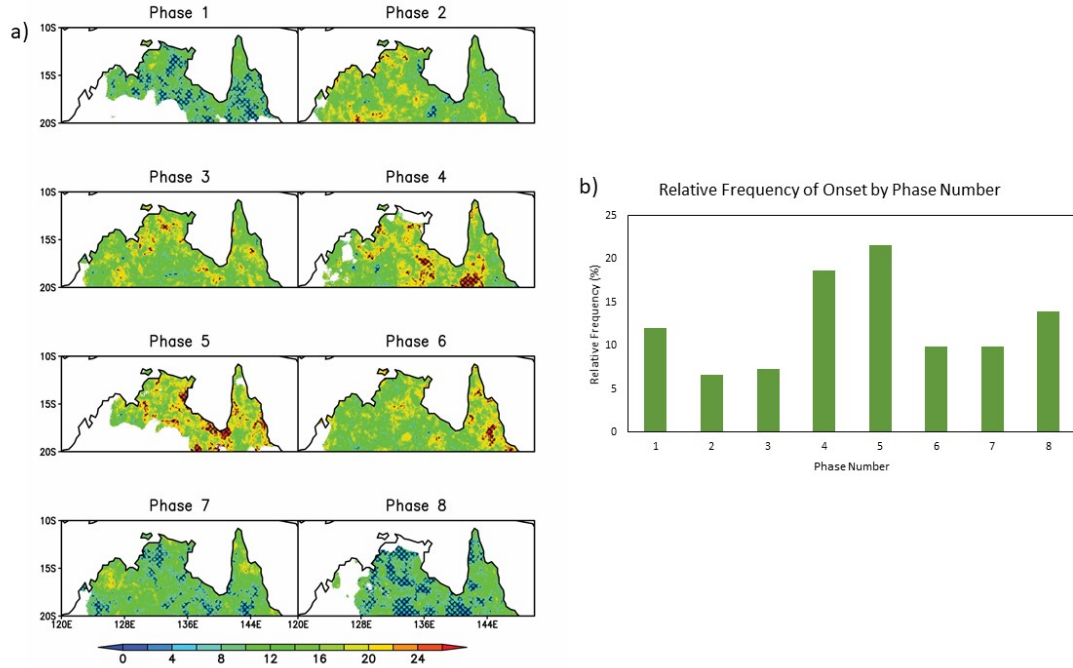 a)
Phase 1
Phase 2
10S
15S
20S
Phase 3
Phase 4
10S
15S
20S
Phase 5
Phase 6
10S
15S
20S
Phase 7
Phase 8
10S
15S
20S
120E 128E 136E 144E 120E 128E 136E 144E
0 4 8 12 16 20 24
b)
Relative Frequency of Onset by Phase Number
Relative Frequency (%)
25
20
15
10
5
0
1 2 3 4 5 6 7 8
Phase Number